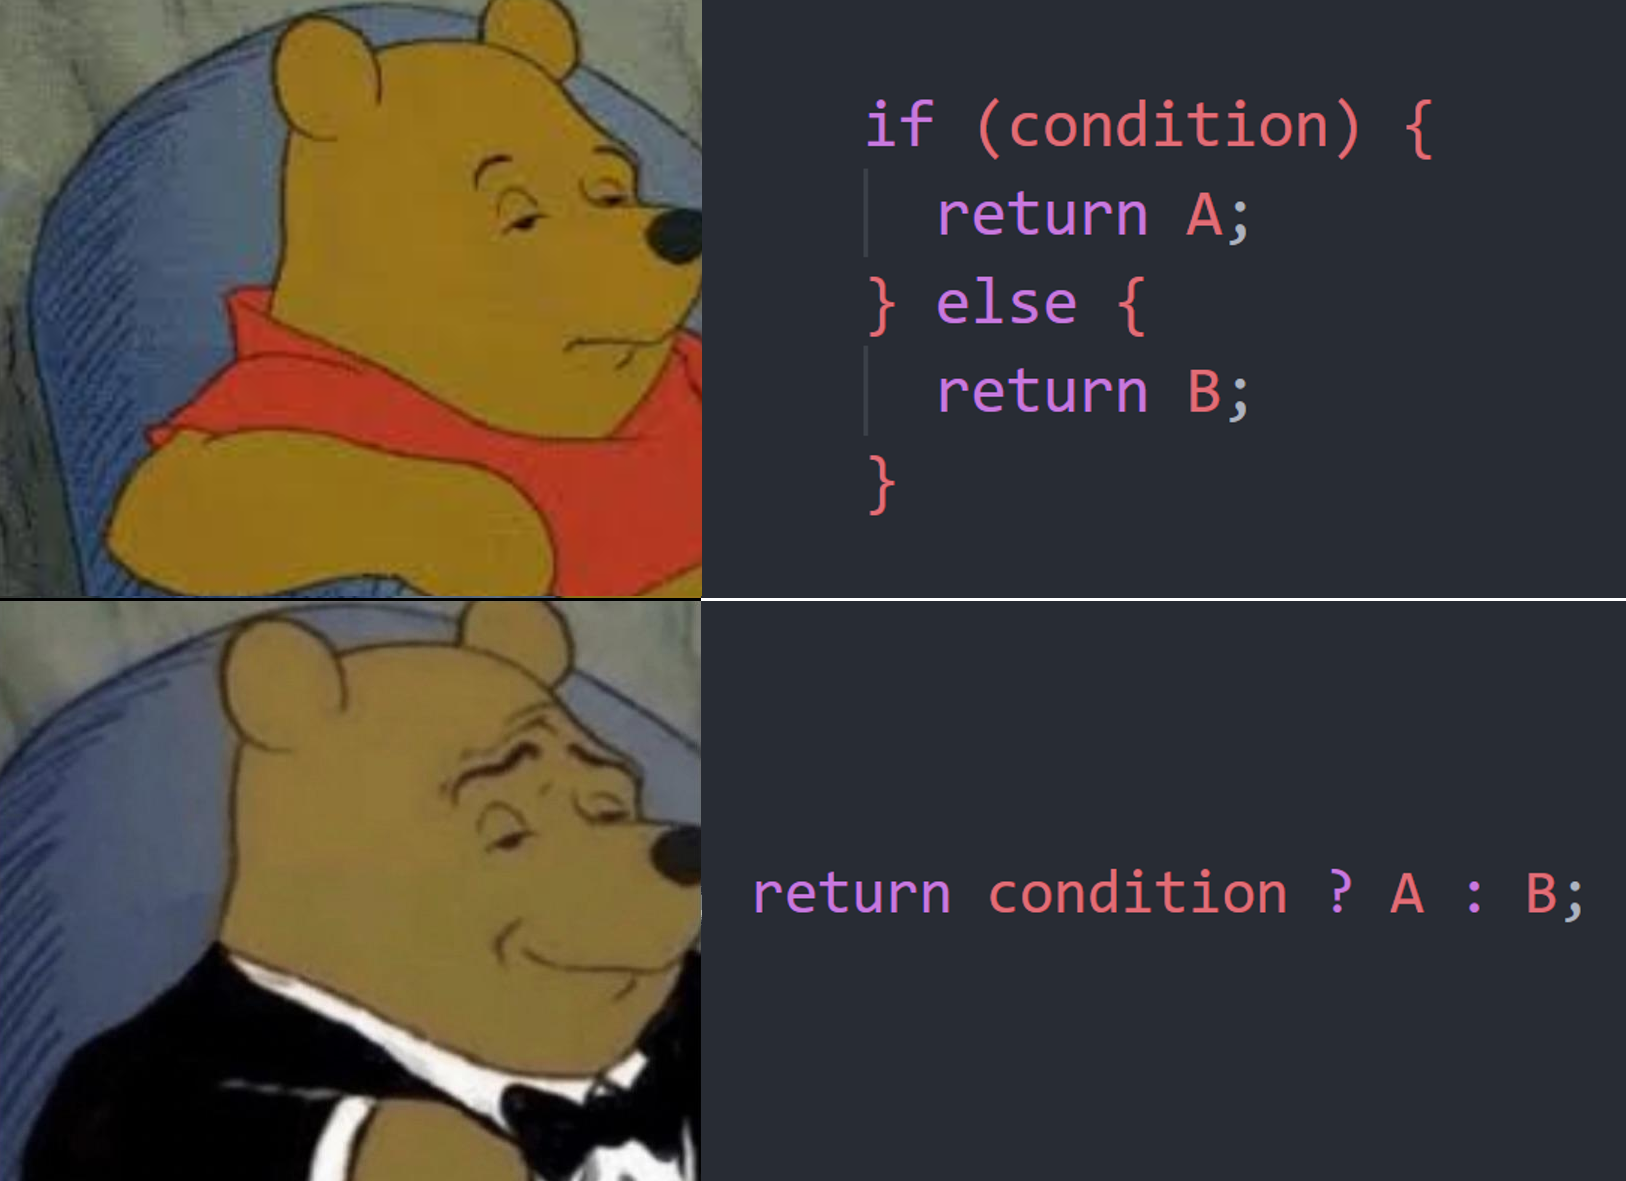 if (condition) {
  return A;
} else {
  return B;
}
return condition ? A : B;